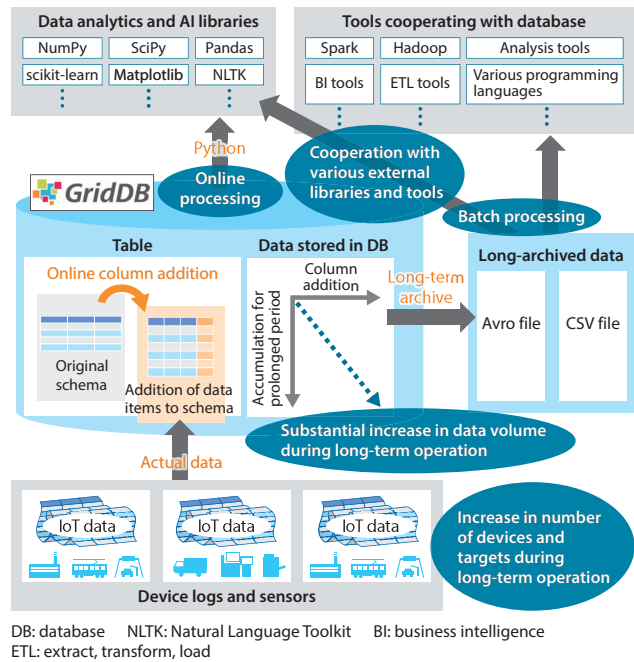 Data analytics and AI libraries
NumPy
SciPy
Pandas
scikit-learn
Matplotlib
NLTK
Tools cooperating with database
Spark
Hadoop
Analysis tools
BI tools
ETL tools
Various programming
languages
Python
Online
processing
Cooperation with
various external
libraries and tools
Batch processing
GridDB
Table
Online column addition
Original
schema
Addition of data
items to schema
Data stored in DB
Column
addition
Accumulation for
prolonged period
Long-term
archive
Long-archived data
Avro file
CSV file
Substantial increase in data volume
during long-term operation
Actual data
IoT data
IoT data
IoT data
Device logs and sensors
Increase in number
of devices and
targets during
long-term operation
DB: database NLTK: Natural Language Toolkit BI: business intelligence
ETL: extract, transform, load